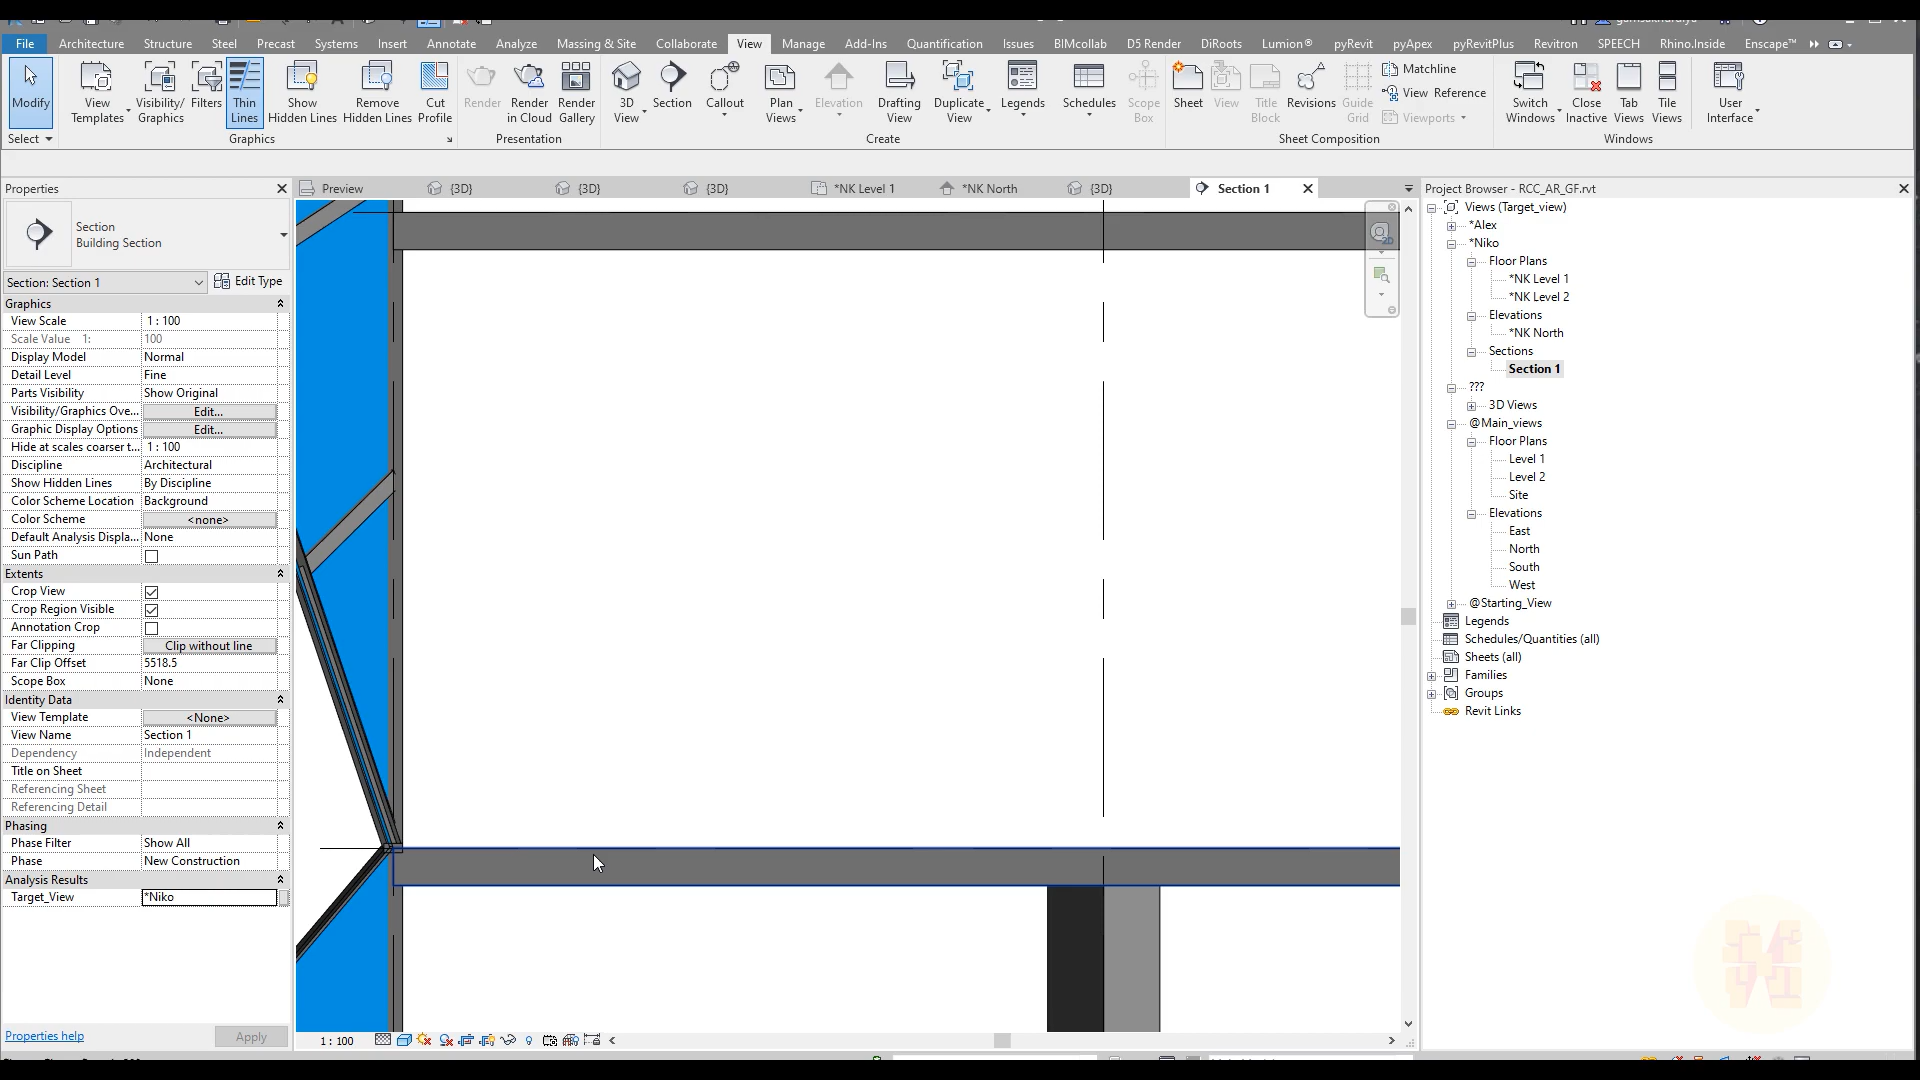 File Architecture Structure Steel Precast Systems Insert Annotate Analyze Massing & Site Collaborate View Manage Add-Ins Quantification Issues BIMcollab D5 Render DiRoots Lumion® pyRevit pyApex pyRevitPlus Revitron SPEECH Rhino.Inside Enscape™
Modify View Templates Visibility/ Graphics Filters Thin Lines Show Hidden Lines Remove Hidden Lines Cut Profile Render Render in Cloud Render Gallery 3D View Section Callout Plan Views Elevation Drafting View Duplicate View Legends Schedules Scope Box Sheet View Title Block Revisions Guide Grid Matchline View Reference Viewports Switch Windows Close Inactive Tab Views Tile Views User Interface
Select Graphics Presentation Create Sheet Composition Windows
Properties
Section
Building Section
Section: Section 1 Edit Type
Graphics
View Scale 1 : 100
Scale Value 1: 100
Display Model Normal
Detail Level Fine
Parts Visibility Show Original
Visibility/Graphics Ove... Edit...
Graphic Display Options Edit...
Hide at scales coarser t... 1 : 100
Discipline Architectural
Show Hidden Lines By Discipline
Color Scheme Location Background
Color Scheme <none>
Default Analysis Displa... None
Sun Path
Extents
Crop View
Crop Region Visible
Annotation Crop
Far Clipping Clip without line
Far Clip Offset 5518.5
Scope Box None
Identity Data
View Template <None>
View Name Section 1
Dependency Independent
Title on Sheet
Referencing Sheet
Referencing Detail
Phasing
Phase Filter Show All
Phase New Construction
Analysis Results
Target_View *Niko
Properties help Apply
Preview {3D} {3D} {3D} *NK Level 1 *NK North {3D} Section 1
2D
1 : 100
Project Browser - RCC_AR_GF.rvt
Views (Target_view)
*Alex
*Niko
Floor Plans
*NK Level 1
*NK Level 2
Elevations
*NK North
Sections
Section 1
???
3D Views
@Main_views
Floor Plans
Level 1
Level 2
Site
Elevations
East
North
South
West
@Starting_View
Legends
Schedules/Quantities (all)
Sheets (all)
Families
Groups
Revit Links